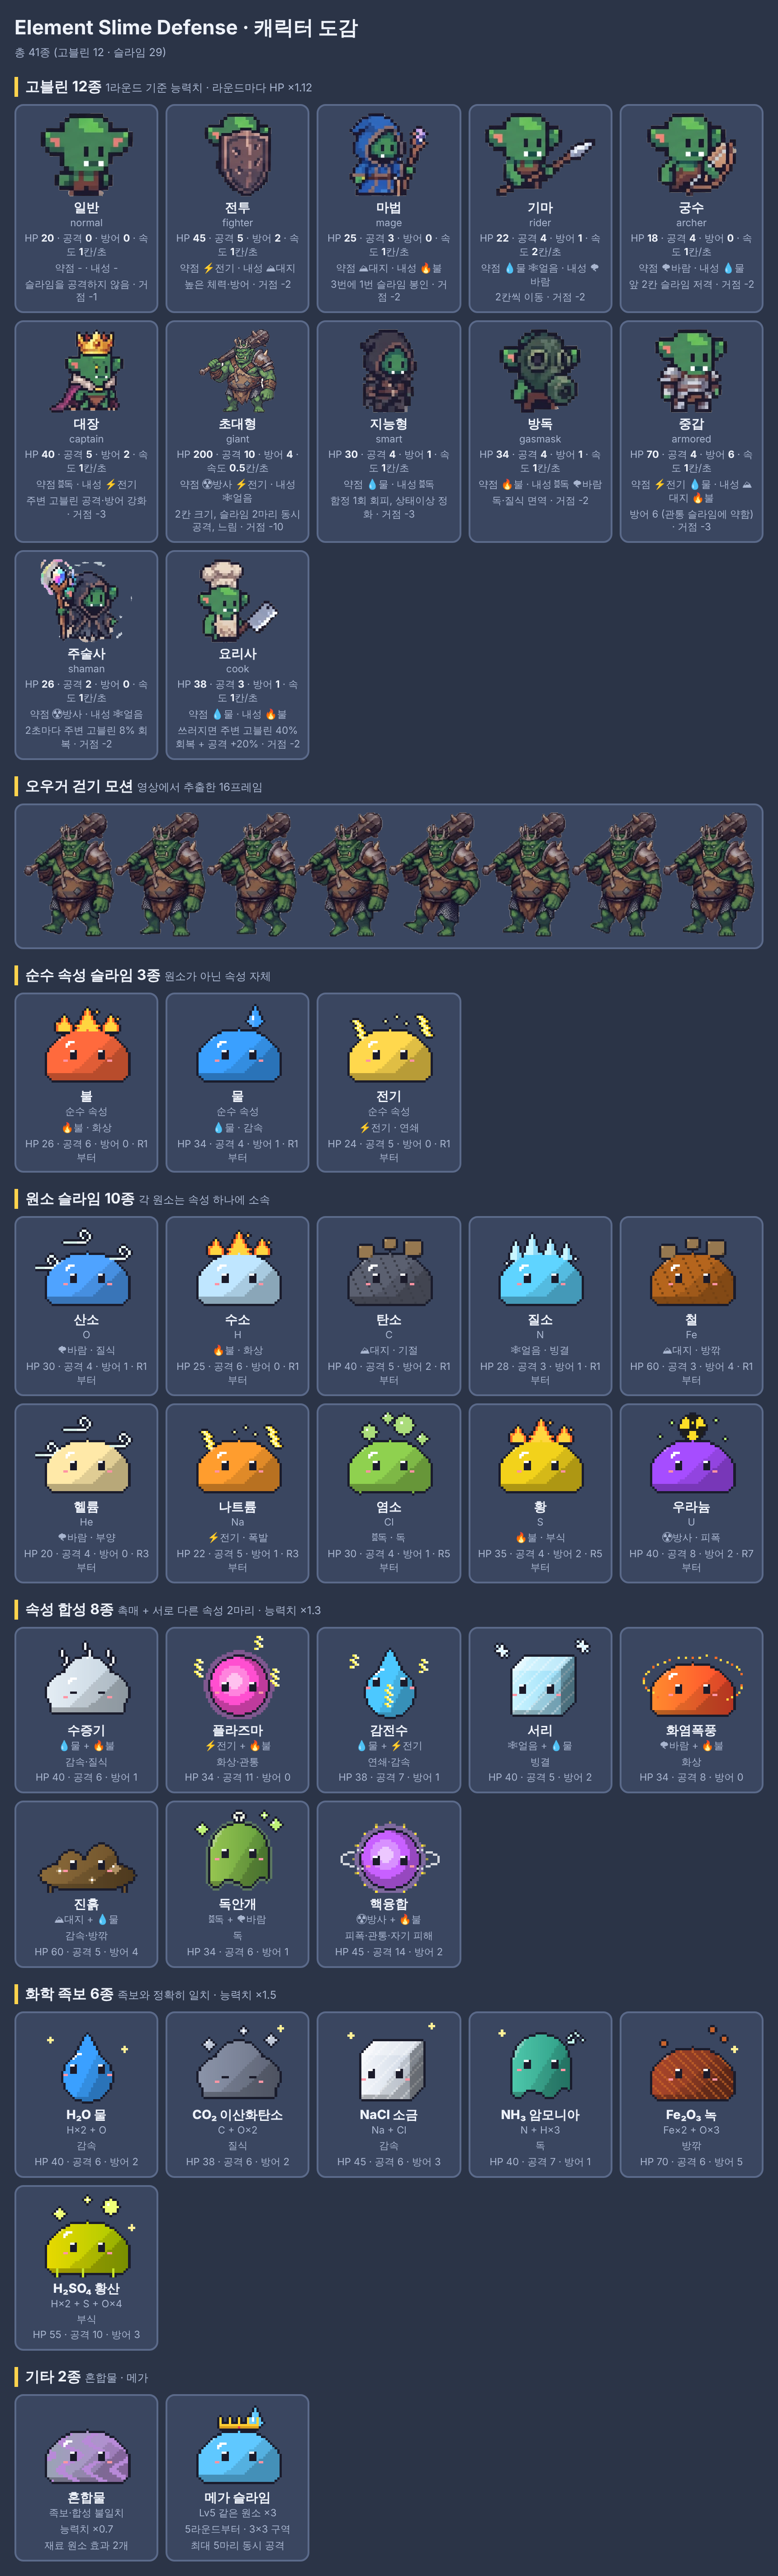 Element Slime Defense · 캐릭터 도감
총 41종 (고블린 12 · 슬라임 29)
고블린 12종 1라운드 기준 능력치 · 라운드마다 HP ×1.12
일반
normal
HP 20 · 공격 0 · 방어 0 · 속
도 1칸/초
약점 - · 내성 -
슬라임을 공격하지 않음 · 거
점 -1
전투
fighter
HP 45 · 공격 5 · 방어 2 · 속
도 1칸/초
약점 ⚡전기 · 내성 ⛰대지
높은 체력·방어 · 거점 -2
마법
mage
HP 25 · 공격 3 · 방어 0 · 속
도 1칸/초
약점 ⛰대지 · 내성 🔥불
3번에 1번 슬라임 봉인 · 거
점 -2
기마
rider
HP 22 · 공격 4 · 방어 1 · 속
도 2칸/초
약점 💧물 ❄얼음 · 내성 🌪
바람
2칸씩 이동 · 거점 -2
궁수
archer
HP 18 · 공격 4 · 방어 0 · 속
도 1칸/초
약점 🌪바람 · 내성 💧물
앞 2칸 슬라임 저격 · 거점 -2
대장
captain
HP 40 · 공격 5 · 방어 2 · 속
도 1칸/초
약점 ☠독 · 내성 ⚡전기
주변 고블린 공격·방어 강화
· 거점 -3
초대형
giant
HP 200 · 공격 10 · 방어 4 ·
속도 0.5칸/초
약점 ☢방사 ⚡전기 · 내성
❄얼음
2칸 크기, 슬라임 2마리 동시
공격, 느림 · 거점 -10
지능형
smart
HP 30 · 공격 4 · 방어 1 · 속
도 1칸/초
약점 💧물 · 내성 ☠독
함정 1회 회피, 상태이상 정
화 · 거점 -3
방독
gasmask
HP 34 · 공격 4 · 방어 1 · 속
도 1칸/초
약점 🔥불 · 내성 ☠독 🌪바람
독·질식 면역 · 거점 -2
중갑
armored
HP 70 · 공격 4 · 방어 6 · 속
도 1칸/초
약점 ⚡전기 💧물 · 내성 ⛰
대지 🔥불
방어 6 (관통 슬라임에 약함)
· 거점 -3
주술사
shaman
HP 26 · 공격 2 · 방어 0 · 속
도 1칸/초
약점 ☢방사 · 내성 ❄얼음
2초마다 주변 고블린 8% 회
복 · 거점 -2
요리사
cook
HP 38 · 공격 3 · 방어 1 · 속
도 1칸/초
약점 💧물 · 내성 🔥불
쓰러지면 주변 고블린 40%
회복 + 공격 +20% · 거점 -2
오우거 걷기 모션 영상에서 추출한 16프레임
순수 속성 슬라임 3종 원소가 아닌 속성 자체
불
순수 속성
🔥불 · 화상
HP 26 · 공격 6 · 방어 0 · R1
부터
물
순수 속성
💧물 · 감속
HP 34 · 공격 4 · 방어 1 · R1
부터
전기
순수 속성
⚡전기 · 연쇄
HP 24 · 공격 5 · 방어 0 · R1
부터
원소 슬라임 10종 각 원소는 속성 하나에 소속
산소
O
🌪바람 · 질식
HP 30 · 공격 4 · 방어 1 · R1
부터
수소
H
🔥불 · 화상
HP 25 · 공격 6 · 방어 0 · R1
부터
탄소
C
⛰대지 · 기절
HP 40 · 공격 5 · 방어 2 · R1
부터
질소
N
❄얼음 · 빙결
HP 28 · 공격 3 · 방어 1 · R1
부터
철
Fe
⛰대지 · 방깎
HP 60 · 공격 3 · 방어 4 · R1
부터
헬륨
He
🌪바람 · 부양
HP 20 · 공격 4 · 방어 0 · R3
부터
나트륨
Na
⚡전기 · 폭발
HP 22 · 공격 5 · 방어 1 · R3
부터
염소
Cl
☠독 · 독
HP 30 · 공격 4 · 방어 1 · R5
부터
황
S
🔥불 · 부식
HP 35 · 공격 4 · 방어 2 · R5
부터
우라늄
U
☢방사 · 피폭
HP 40 · 공격 8 · 방어 2 · R7
부터
속성 합성 8종 촉매 + 서로 다른 속성 2마리 · 능력치 ×1.3
수증기
💧물 + 🔥불
감속·질식
HP 40 · 공격 6 · 방어 1
플라즈마
⚡전기 + 🔥불
화상·관통
HP 34 · 공격 11 · 방어 0
감전수
💧물 + ⚡전기
연쇄·감속
HP 38 · 공격 7 · 방어 1
서리
❄얼음 + 💧물
빙결
HP 40 · 공격 5 · 방어 2
화염폭풍
🌪바람 + 🔥불
화상
HP 34 · 공격 8 · 방어 0
진흙
⛰대지 + 💧물
감속·방깎
HP 60 · 공격 5 · 방어 4
독안개
☠독 + 🌪바람
독
HP 34 · 공격 6 · 방어 1
핵융합
☢방사 + 🔥불
피폭·관통·자기 피해
HP 45 · 공격 14 · 방어 2
화학 족보 6종 족보와 정확히 일치 · 능력치 ×1.5
H₂O 물
H×2 + O
감속
HP 40 · 공격 6 · 방어 2
CO₂ 이산화탄소
C + O×2
질식
HP 38 · 공격 6 · 방어 2
NaCl 소금
Na + Cl
감속
HP 45 · 공격 6 · 방어 3
NH₃ 암모니아
N + H×3
독
HP 40 · 공격 7 · 방어 1
Fe₂O₃ 녹
Fe×2 + O×3
방깎
HP 70 · 공격 6 · 방어 5
H₂SO₄ 황산
H×2 + S + O×4
부식
HP 55 · 공격 10 · 방어 3
기타 2종 혼합물 · 메가
혼합물
족보·합성 불일치
능력치 ×0.7
재료 원소 효과 2개
메가 슬라임
Lv5 같은 원소 ×3
5라운드부터 · 3×3 구역
최대 5마리 동시 공격